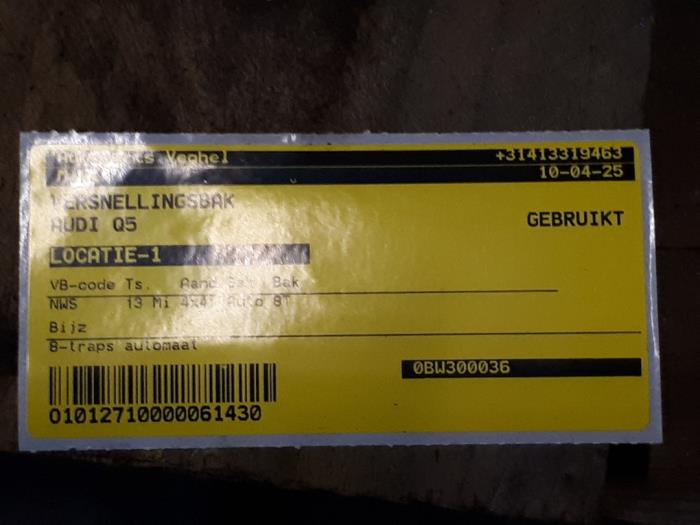 Veghel +31413319463
10-04-25
VERSNELLINGSBAK
AUDI Q5 GEBRUIKT
LOCATIE-1
VB-code Ts. Aand Bak
NWS 13 Mi 4x4T Auto 8T
Bijz
8-traps automaat
0BW300036
01012710000061430